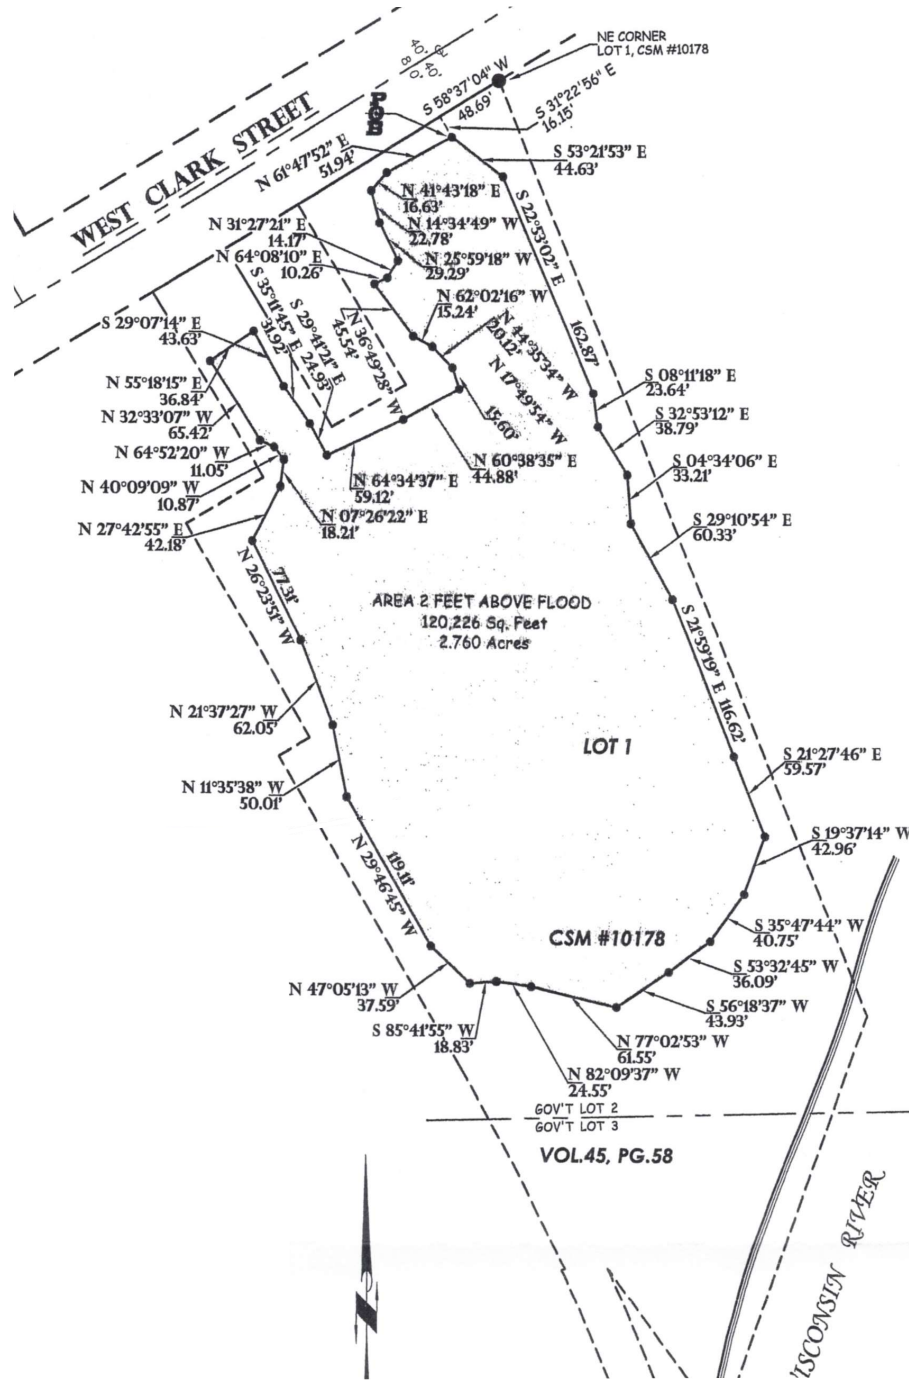 NE CORNER
LOT 1, CSM #10178
40' 40'
80'
S 58°37'04" W
48.69'
S 31°22'56" E
16.15'
WEST CLARK STREET
N 61°47'52" E
51.94'
S 53°21'53" E
44.63'
N 41°43'18" E
16.63'
N 31°27'21" E
14.17'
N 14°34'49" W
22.78'
S 22°53'02" E
162.87'
N 64°08'10" E
10.26'
N 25°59'18" W
29.29'
S 35°11'45" E
31.92'
S 29°41'21" E
24.93'
N 36°49'28" W
45.54'
N 62°02'16" W
15.24'
N 44°35'34" W
20.12'
N 17°49'54" W
15.60'
S 29°07'14" E
43.63'
N 55°18'15" E
36.84'
S 08°11'18" E
23.64'
N 32°33'07" W
65.42'
S 32°53'12" E
38.79'
N 64°52'20" W
11.05'
N 60°38'35" E
44.88'
S 04°34'06" E
33.21'
N 40°09'09" W
10.87'
N 64°34'37" E
59.12'
N 07°26'22" E
18.21'
S 29°10'54" E
60.33'
N 27°42'55" E
42.18'
77.31'
N 26°23'51" W
AREA 2 FEET ABOVE FLOOD
120,226 Sq. Feet
2.760 Acres
S 21°59'19" E 116.62'
N 21°37'27" W
62.05'
LOT 1
S 21°27'46" E
59.57'
N 11°35'38" W
50.01'
S 19°37'14" W
42.96'
119.11'
N 29°46'45" W
S 35°47'44" W
40.75'
CSM #10178
S 53°32'45" W
36.09'
N 47°05'13" W
37.59'
S 56°18'37" W
43.93'
S 85°41'55" W
18.83'
N 77°02'53" W
61.55'
N 82°09'37" W
24.55'
GOV'T LOT 2
GOV'T LOT 3
VOL.45, PG.58
RIVER